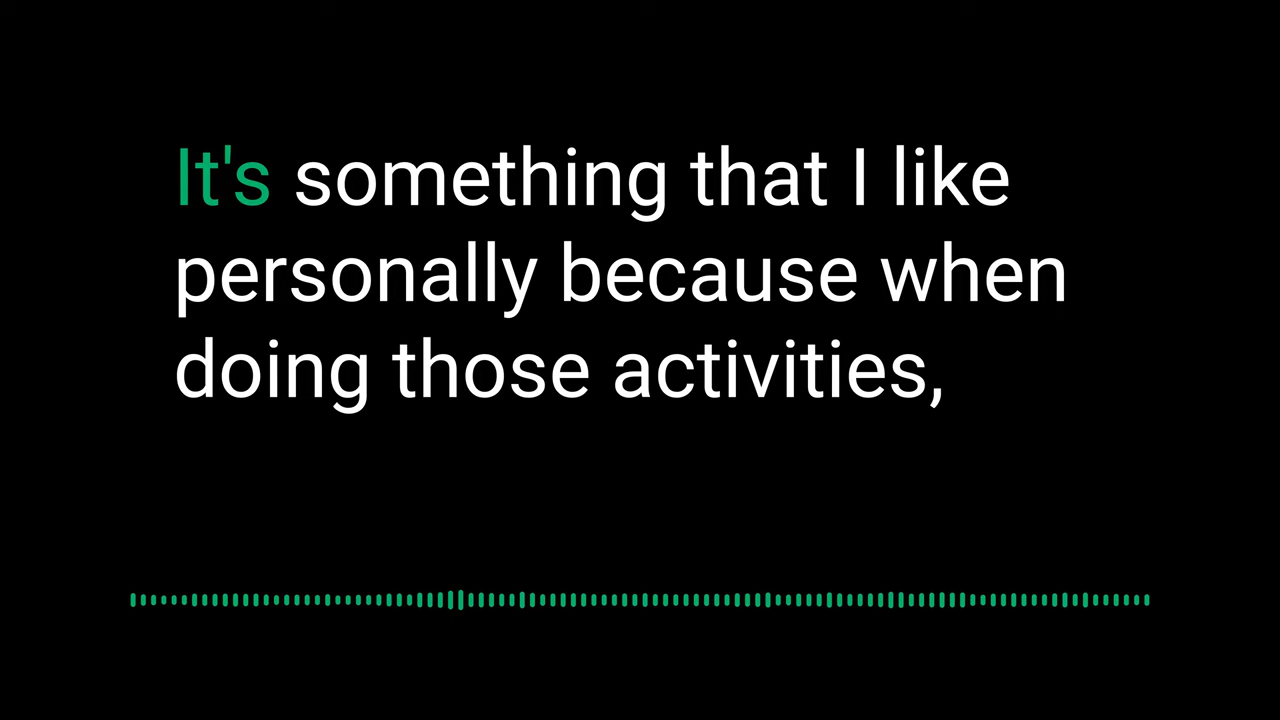 It's something that I like
personally because when
doing those activities,